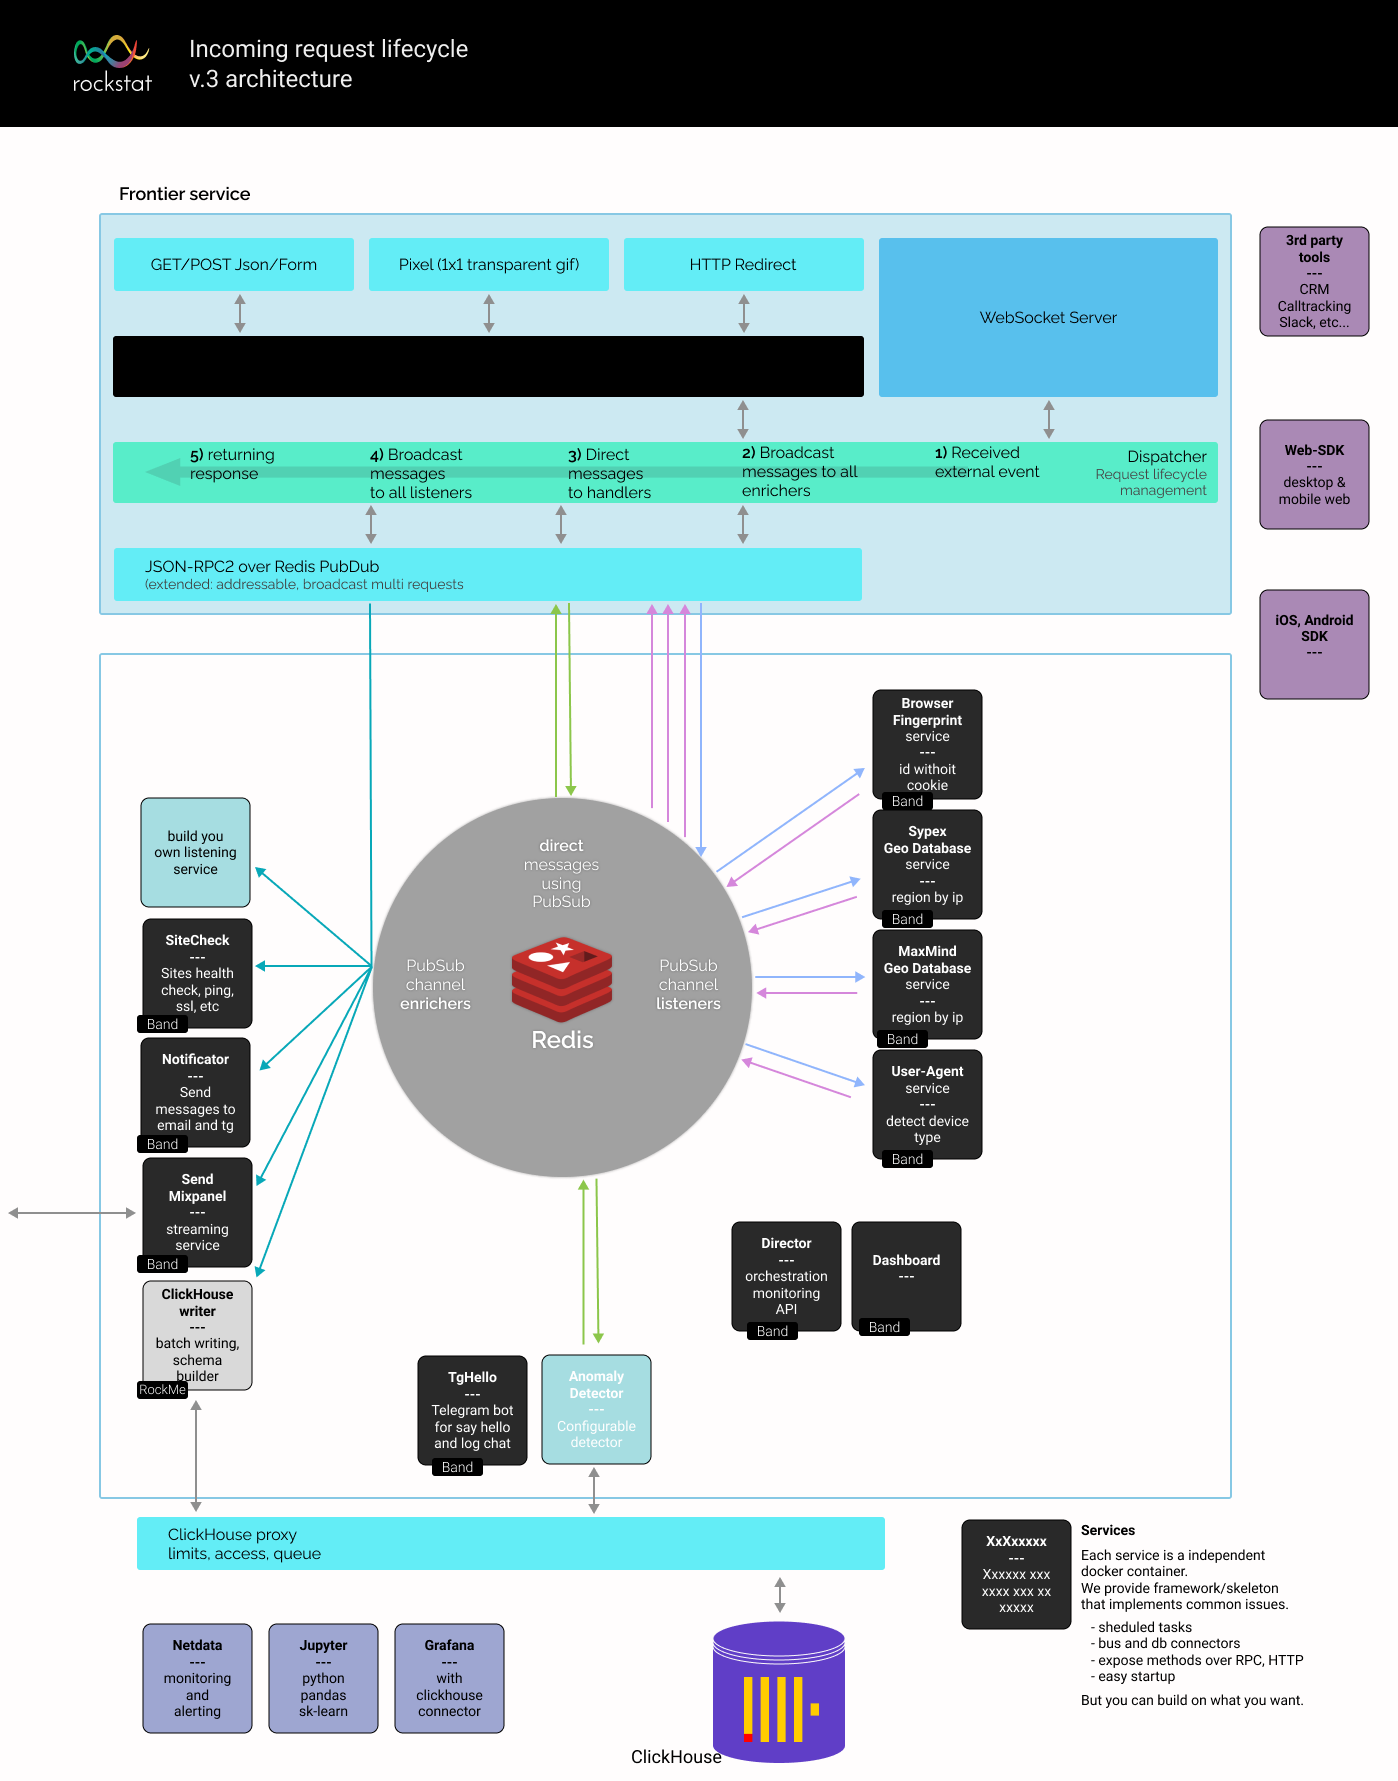 rockstat
Incoming request lifecycle
v.3 architecture
Frontier service
GET/POST Json/Form
Pixel (1x1 transparent gif)
HTTP Redirect
WebSocket Server
5) returning
response
4) Broadcast
messages
to all listeners
3) Direct
messages
to handlers
2) Broadcast
messages to all
enrichers
1) Received
external event
Dispatcher
Request lifecycle
management
JSON-RPC2 over Redis PubDub
(extended: addressable, broadcast multi requests
3rd party
tools
---
CRM
Calltracking
Slack, etc...
Web-SDK
---
desktop &
mobile web
iOS, Android
SDK
---
Browser
Fingerprint
service
---
id withoit
cookie
Band
Sypex
Geo Database
service
---
region by ip
Band
MaxMind
Geo Database
service
---
region by ip
Band
User-Agent
service
---
detect device
type
Band
build you
own listening
service
SiteCheck
---
Sites health
check, ping,
ssl, etc
Band
Notificator
---
Send
messages to
email and tg
Band
Send
Mixpanel
---
streaming
service
Band
ClickHouse
writer
---
batch writing,
schema
builder
RockMe
direct
messages
using
PubSub
PubSub
channel
enrichers
PubSub
channel
listeners
Redis
Director
---
orchestration
monitoring
API
Band
Dashboard
---
Band
TgHello
---
Telegram bot
for say hello
and log chat
Band
Anomaly
Detector
---
Configurable
detector
ClickHouse proxy
limits, access, queue
Netdata
---
monitoring
and
alerting
Jupyter
---
python
pandas
sk-learn
Grafana
---
with
clickhouse
connector
ClickHouse
XxXxxxxx
---
Xxxxxx xxx
xxxx xxx xx
xxxxx
Services
Each service is a independent
docker container.
We provide framework/skeleton
that implements common issues.
- sheduled tasks
- bus and db connectors
- expose methods over RPC, HTTP
- easy startup
But you can build on what you want.